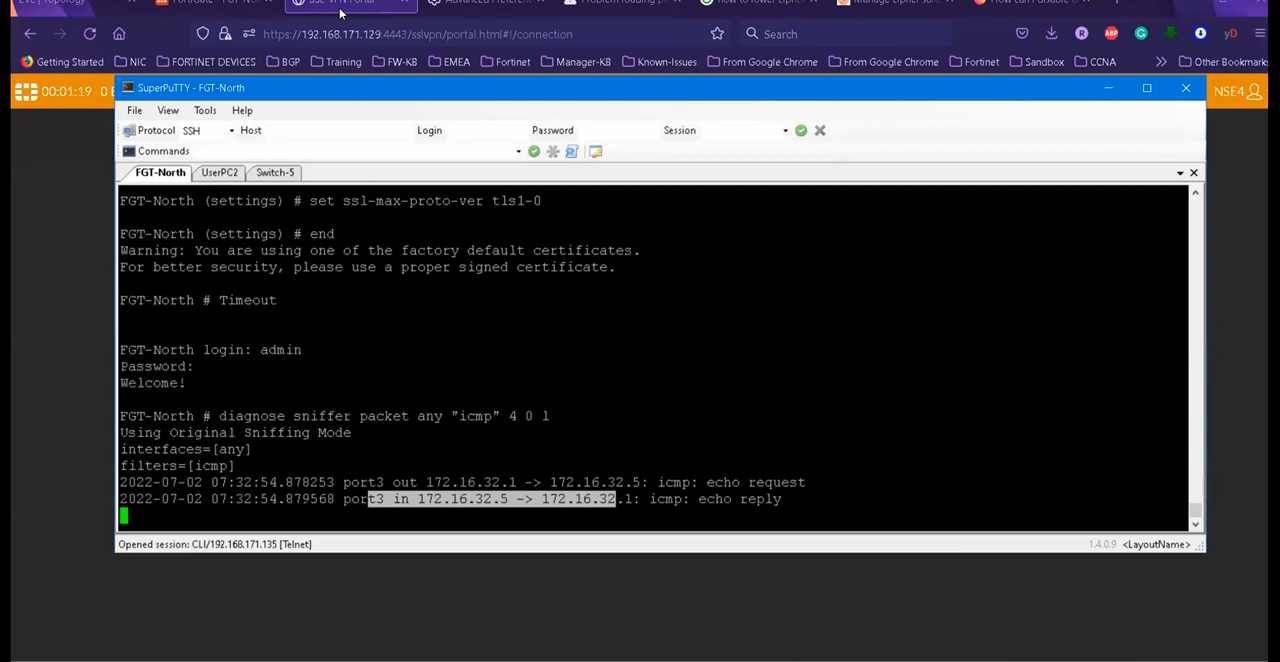 SSL-VPN Portal
https://192.168.171.129:4443/sslvpn/portal.html#/connection
Search
Getting Started NIC FORTINET DEVICES BGP Training FW-KB EMEA Fortinet Manager-KB Known-Issues From Google Chrome From Google Chrome Fortinet Sandbox CCNA Other Bookmarks
00:01:19 0
NSE4
SuperPuTTY - FGT-North
File View Tools Help
Protocol SSH Host Login Password Session
Commands
FGT-North UserPC2 Switch-5
FGT-North (settings) # set ssl-max-proto-ver tls1-0
FGT-North (settings) # end
Warning: You are using one of the factory default certificates.
For better security, please use a proper signed certificate.
FGT-North # Timeout
FGT-North login: admin
Password:
Welcome!
FGT-North # diagnose sniffer packet any "icmp" 4 0 l
Using Original Sniffing Mode
interfaces=[any]
filters=[icmp]
2022-07-02 07:32:54.878253 port3 out 172.16.32.1 -> 172.16.32.5: icmp: echo request
2022-07-02 07:32:54.879568 port3 in 172.16.32.5 -> 172.16.32.1: icmp: echo reply
Opened session: CLI/192.168.171.135 [Telnet]
1.4.0.9 <LayoutName>